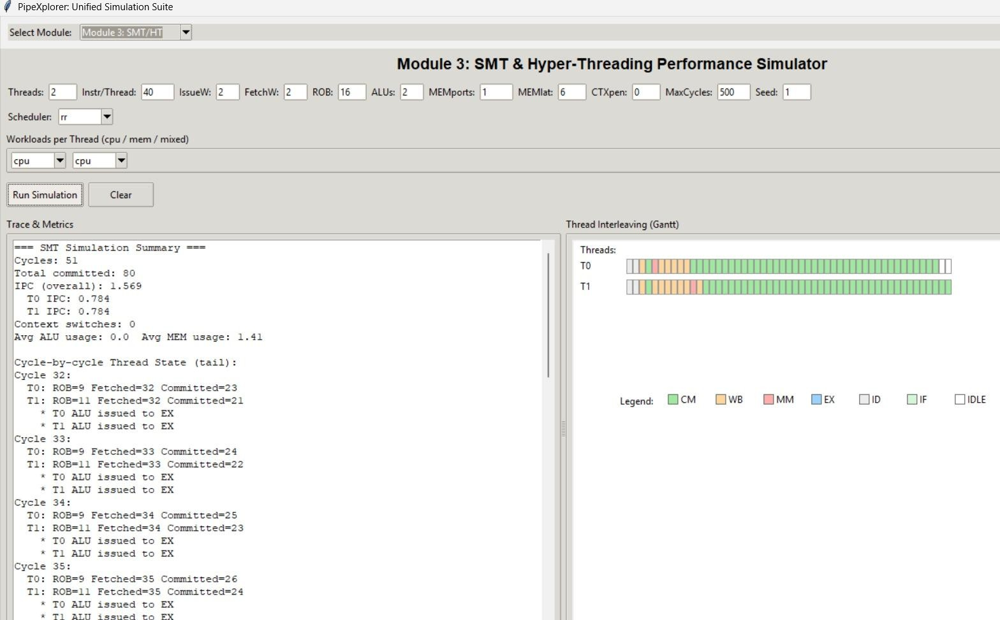 PipeXplorer: Unified Simulation Suite
Select Module: Module 3: SMT/HT
Module 3: SMT & Hyper-Threading Performance Simulator
Threads: 2 Instr/Thread: 40 IssueW: 2 FetchW: 2 ROB: 16 ALUs: 2 MEMports: 1 MEMlat: 6 CTXpen: 0 MaxCycles: 500 Seed: 1
Scheduler: rr
Workloads per Thread (cpu / mem / mixed)
cpu cpu
Run Simulation Clear
Trace & Metrics
=== SMT Simulation Summary ===
Cycles: 51
Total committed: 80
IPC (overall): 1.569
T0 IPC: 0.784
T1 IPC: 0.784
Context switches: 0
Avg ALU usage: 0.0 Avg MEM usage: 1.41
Cycle-by-cycle Thread State (tail):
Cycle 32:
T0: ROB=9 Fetched=32 Committed=23
T1: ROB=11 Fetched=32 Committed=21
* T0 ALU issued to EX
* T1 ALU issued to EX
Cycle 33:
T0: ROB=9 Fetched=33 Committed=24
T1: ROB=11 Fetched=33 Committed=22
* T0 ALU issued to EX
* T1 ALU issued to EX
Cycle 34:
T0: ROB=9 Fetched=34 Committed=25
T1: ROB=11 Fetched=34 Committed=23
* T0 ALU issued to EX
* T1 ALU issued to EX
Cycle 35:
T0: ROB=9 Fetched=35 Committed=26
T1: ROB=11 Fetched=35 Committed=24
* T0 ALU issued to EX
* T1 ALU issued to EX
Thread Interleaving (Gantt)
Threads:
T0
T1
Legend: CM WB MM EX ID IF IDLE